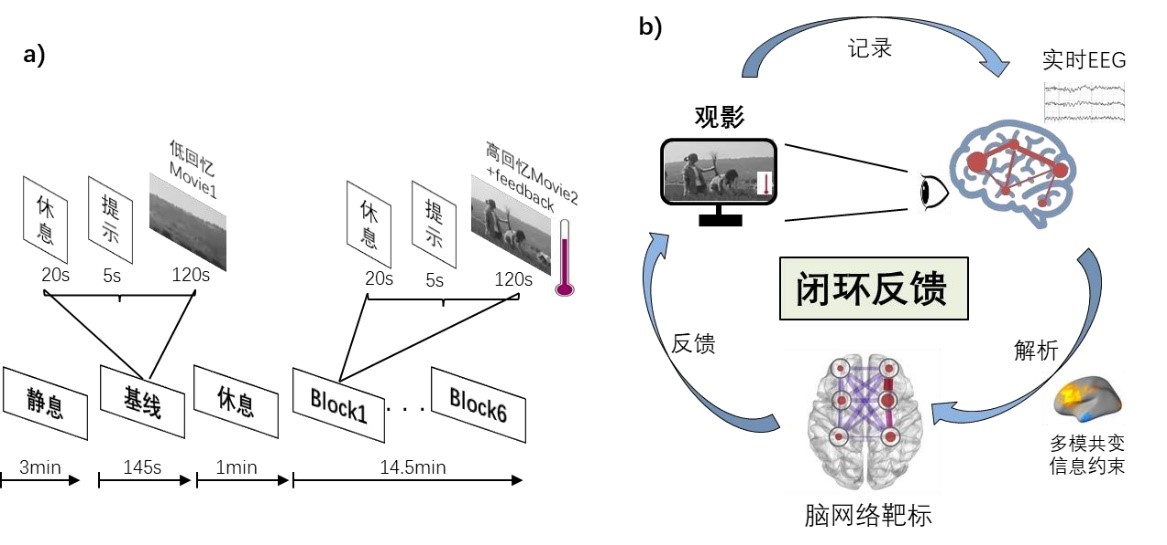 a)
低回忆
Movie1
休息
提示
20s
5s
120s
高回忆Movie2
+feedback
休息
提示
20s
5s
120s
静息
基线
休息
Block1
. . .
Block6
3min
145s
1min
14.5min
b)
记录
实时EEG
观影
闭环反馈
反馈
解析
多模共变
信息约束
脑网络靶标